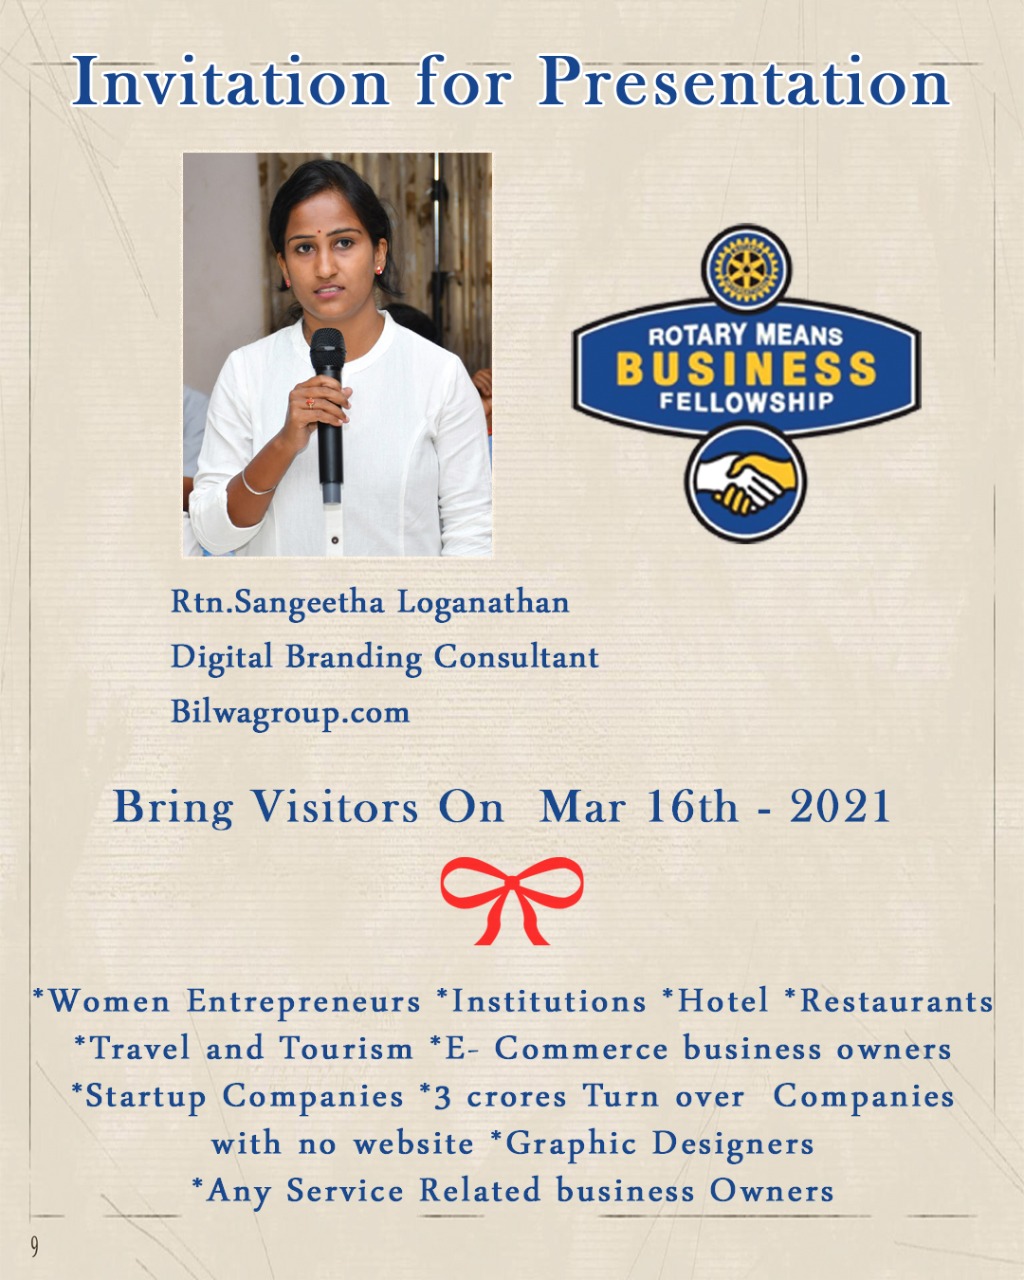 Invitation for Presentation
ROTARY MEANS
BUSINESS
FELLOWSHIP
Rtn.Sangeetha Loganathan
Digital Branding Consultant
Bilwagroup.com
Bring Visitors On  Mar 16th - 2021
*Women Entrepreneurs *Institutions *Hotel *Restaurants
*Travel and Tourism *E- Commerce business owners
*Startup Companies *3 crores Turn over  Companies
with no website *Graphic Designers
*Any Service Related business Owners
9